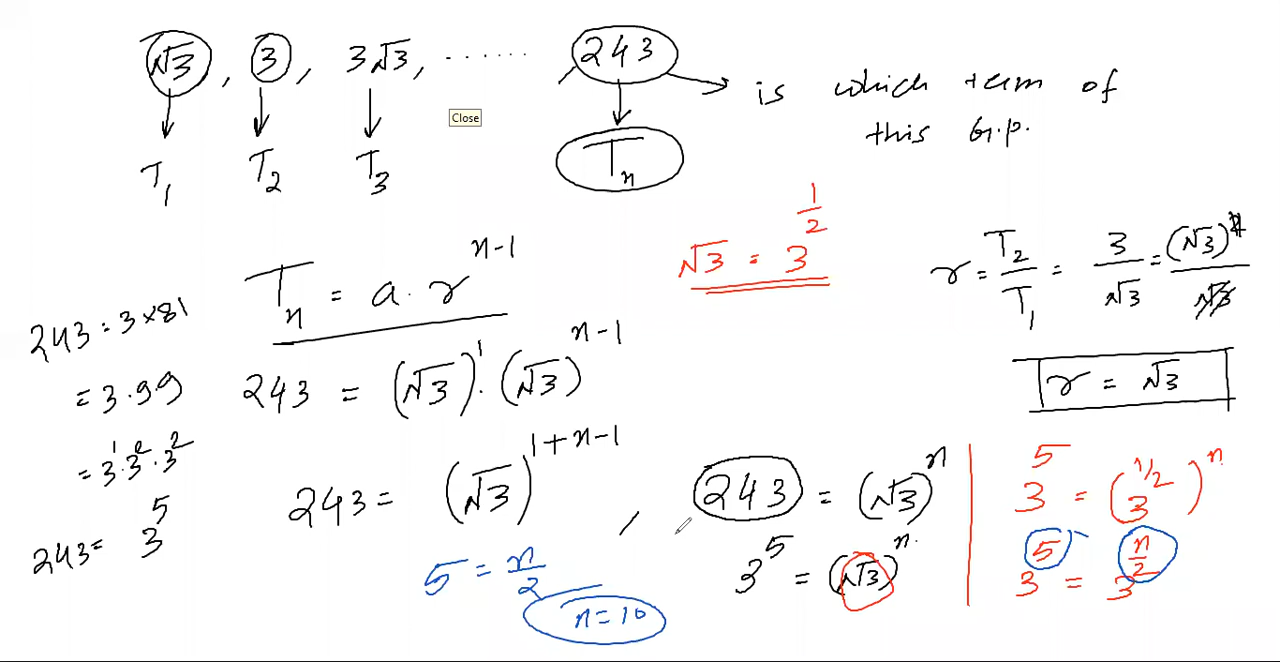 √3, 3, 3√3, ........, 243 → is which term of
this G.P.
Close
T₁ T₂ T₃ Tₙ
√3 = 3^(1/2)
r = T₂/T₁ = 3/√3 = (√3)^2/√3
r = √3
Tₙ = a · r^(n-1)
243 = 3 × 81
= 3·9·9
= 3^1·3^2·3^2
243 = 3^5
243 = (√3)^1 · (√3)^(n-1)
243 = (√3)^(1+n-1) , 243 = (√3)^n
3^5 = (√3)^n
5 = n/2
n = 10
3^5 = (3^(1/2))^n
3^5 = 3^(n/2)